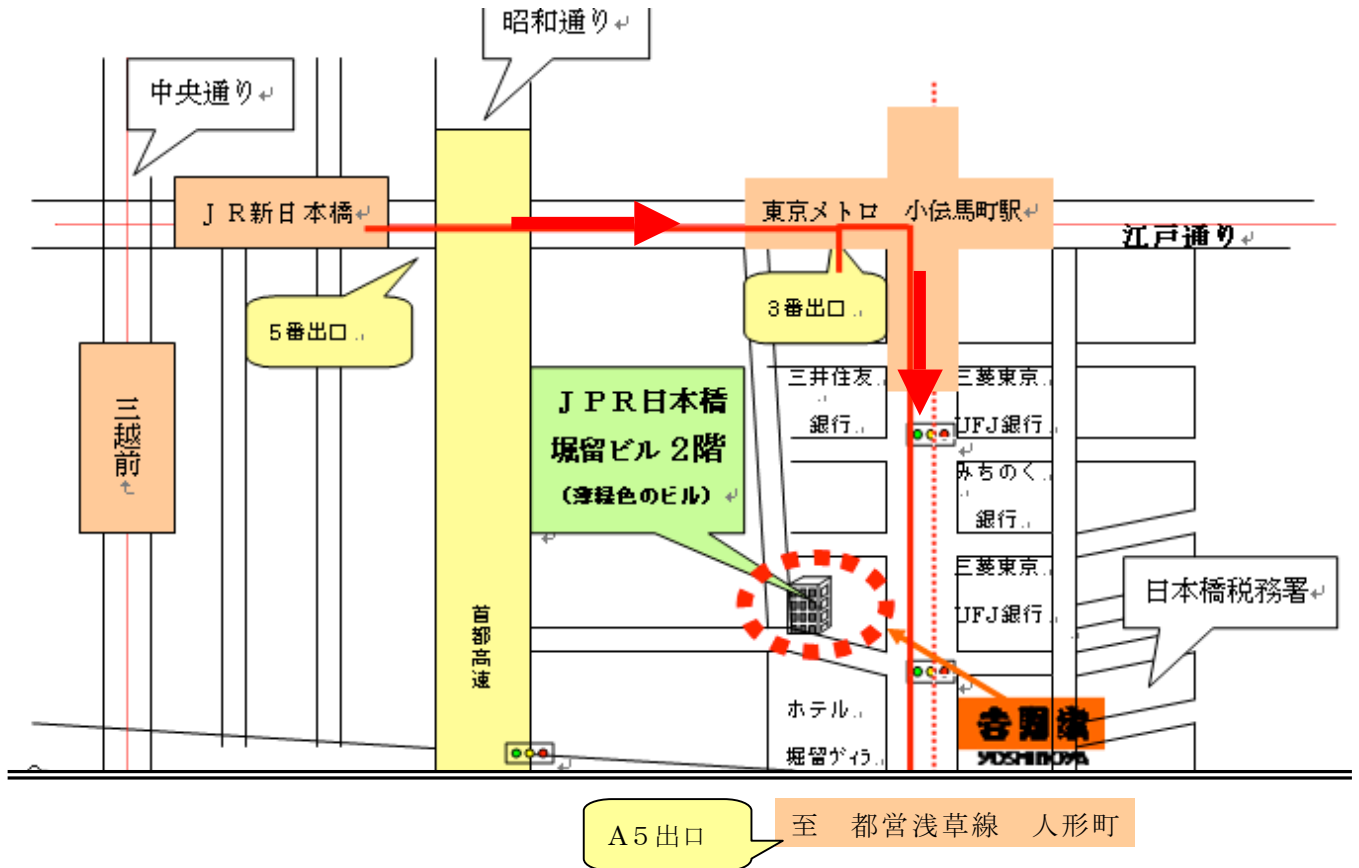 昭和通り
中央通り
ＪＲ新日本橋
東京メトロ　小伝馬町駅
江戸通り
5番出口
3番出口
三越前
ＪＰＲ日本橋
堀留ビル 2階
（薄緑色のビル）
三井住友
銀行
三菱東京
UFJ銀行
みちのく
銀行
三菱東京
UFJ銀行
日本橋税務署
首都高速
ホテル
堀留ヴィラ
吉野家
YOSHINOYA
A5出口
至　都営浅草線　人形町